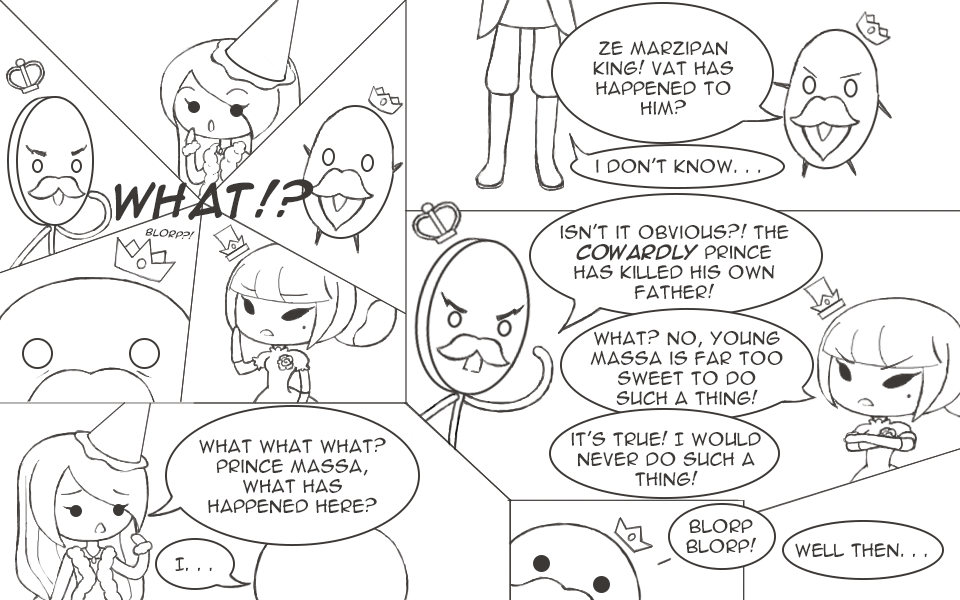 WHAT!?
BLORP?!
WHAT WHAT WHAT?
PRINCE MASSA,
WHAT HAS
HAPPENED HERE?
I. . .
ZE MARZIPAN
KING! VAT HAS
HAPPENED TO
HIM?
I DON'T KNOW. . .
ISN'T IT OBVIOUS?! THE
COWARDLY PRINCE
HAS KILLED HIS OWN
FATHER!
WHAT? NO, YOUNG
MASSA IS FAR TOO
SWEET TO DO
SUCH A THING!
IT'S TRUE! I WOULD
NEVER DO SUCH A
THING!
BLORP
BLORP!
WELL THEN. . .